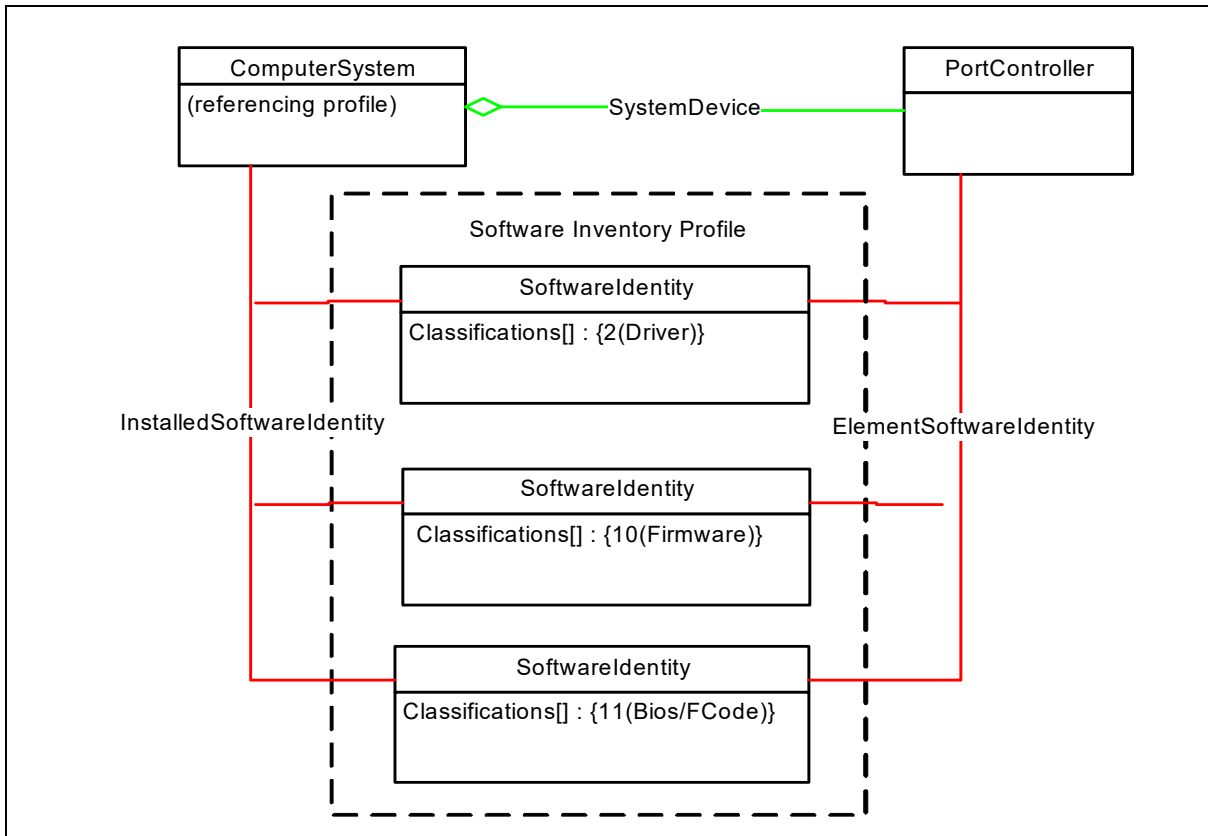 ComputerSystem
(referencing profile)
PortController
SystemDevice
Software Inventory Profile
SoftwareIdentity
Classifications[] : {2(Driver)}
InstalledSoftwareIdentity
ElementSoftwareIdentity
SoftwareIdentity
Classifications[] : {10(Firmware)}
SoftwareIdentity
Classifications[] : {11(Bios/FCode)}